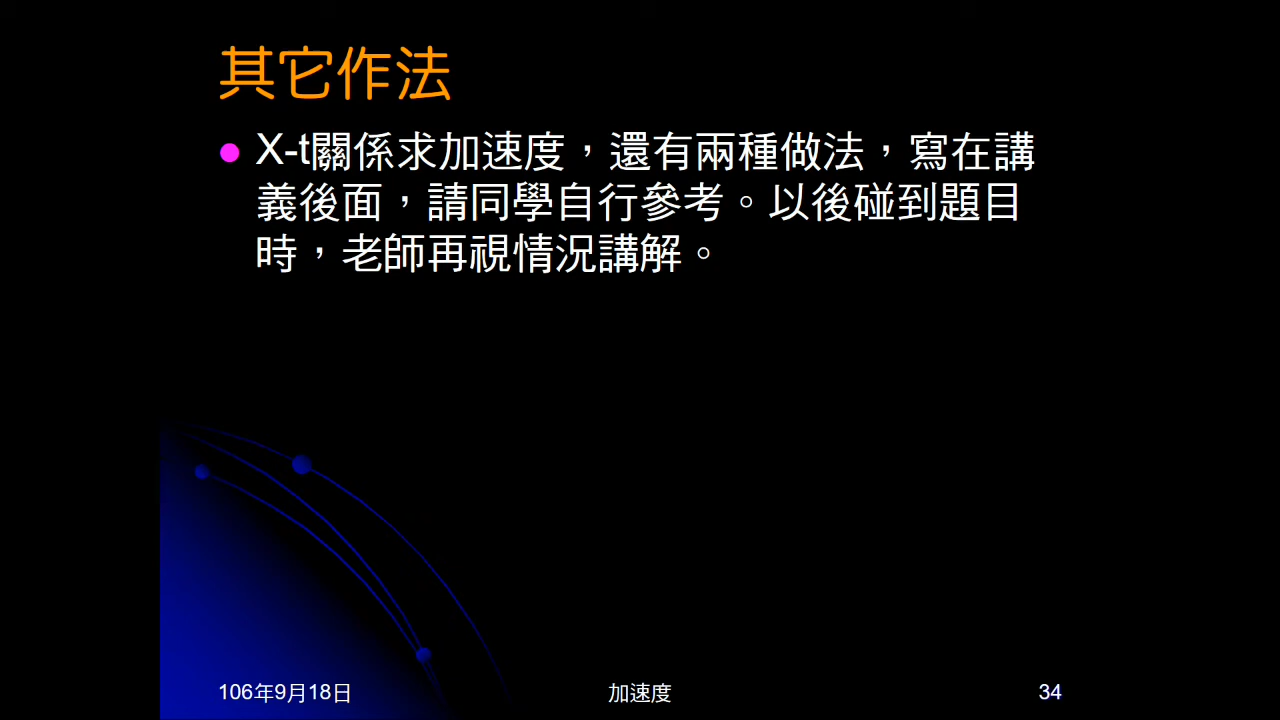 其它作法
X-t關係求加速度，還有兩種做法，寫在講
義後面，請同學自行參考。以後碰到題目
時，老師再視情況講解。
106年9月18日
加速度
34